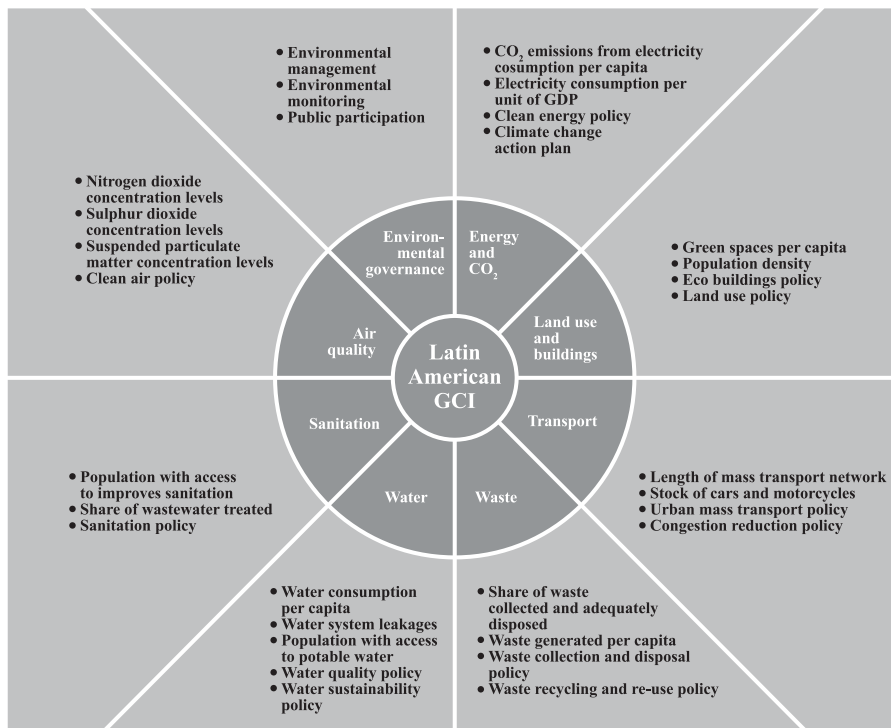 • Environmental
management
• Environmental
monitoring
• Public participation
• CO₂ emissions from electricity
cosumption per capita
• Electricity consumption per
unit of GDP
• Clean energy policy
• Climate change
action plan
• Nitrogen dioxide
concentration levels
• Sulphur dioxide
concentration levels
• Suspended particulate
matter concentration levels
• Clean air policy
• Green spaces per capita
• Population density
• Eco buildings policy
• Land use policy
Environ-
mental
governance
Energy
and
CO₂
Air
quality
Land use
and
buildings
Latin
American
GCI
Sanitation
Transport
Water
Waste
• Population with access
to improves sanitation
• Share of wastewater treated
• Sanitation policy
• Length of mass transport network
• Stock of cars and motorcycles
• Urban mass transport policy
• Congestion reduction policy
• Water consumption
per capita
• Water system leakages
• Population with access
to potable water
• Water quality policy
• Water sustainability
policy
• Share of waste
collected and adequately
disposed
• Waste generated per capita
• Waste collection and disposal
policy
• Waste recycling and re-use policy